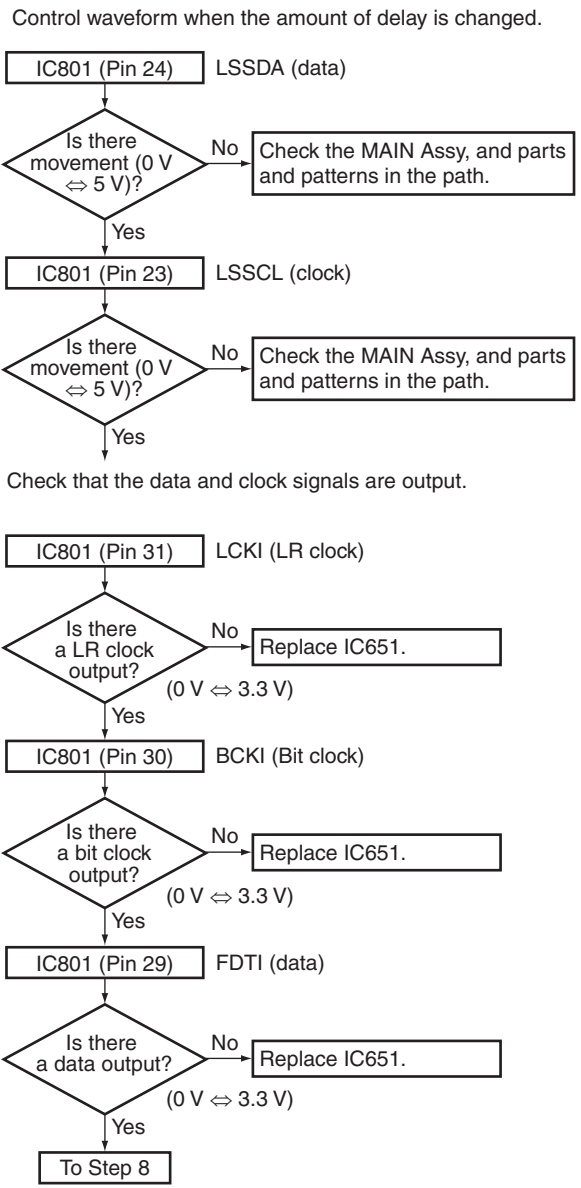 Control waveform when the amount of delay is changed.
IC801 (Pin 24)
LSSDA (data)
Is there
movement (0 V
⇔ 5 V)?
No
Check the MAIN Assy, and parts
and patterns in the path.
Yes
IC801 (Pin 23)
LSSCL (clock)
Is there
movement (0 V
⇔ 5 V)?
No
Check the MAIN Assy, and parts
and patterns in the path.
Yes
Check that the data and clock signals are output.
IC801 (Pin 31)
LCKI (LR clock)
Is there
a LR clock
output?
No
Replace IC651.
(0 V ⇔ 3.3 V)
Yes
IC801 (Pin 30)
BCKI (Bit clock)
Is there
a bit clock
output?
No
Replace IC651.
(0 V ⇔ 3.3 V)
Yes
IC801 (Pin 29)
FDTI (data)
Is there
a data output?
No
Replace IC651.
(0 V ⇔ 3.3 V)
Yes
To Step 8